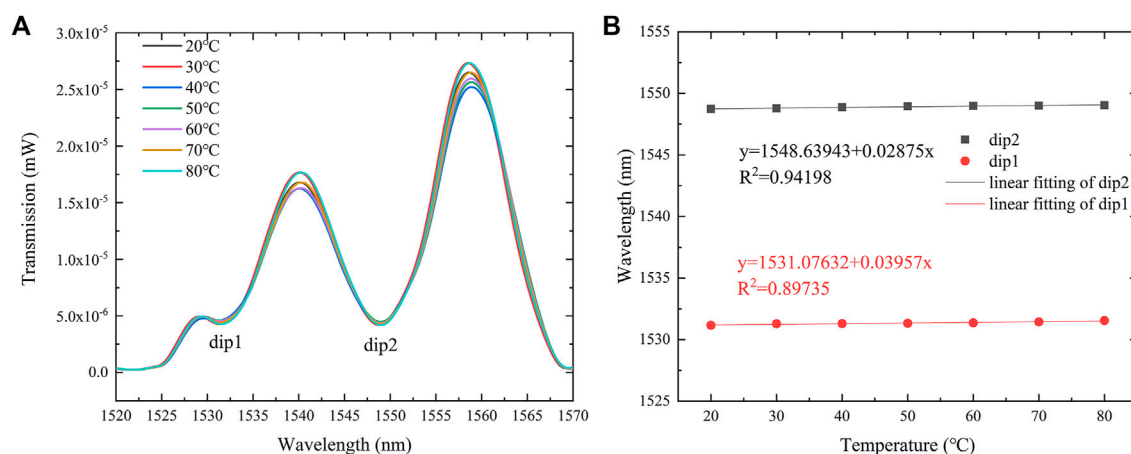 A
3.0x10-5
2.5x10-5
2.0x10-5
1.5x10-5
1.0x10-5
5.0x10-6
0.0
Transmission (mW)
20℃
30℃
40℃
50℃
60℃
70℃
80℃
dip1
dip2
1520 1525 1530 1535 1540 1545 1550 1555 1560 1565 1570
Wavelength (nm)
B
1555
1550
1545
1540
1535
1530
1525
Wavelength (nm)
y=1548.63943+0.02875x
R2=0.94198
dip2
dip1
linear fitting of dip2
linear fitting of dip1
y=1531.07632+0.03957x
R2=0.89735
20 30 40 50 60 70 80
Temperature (℃)